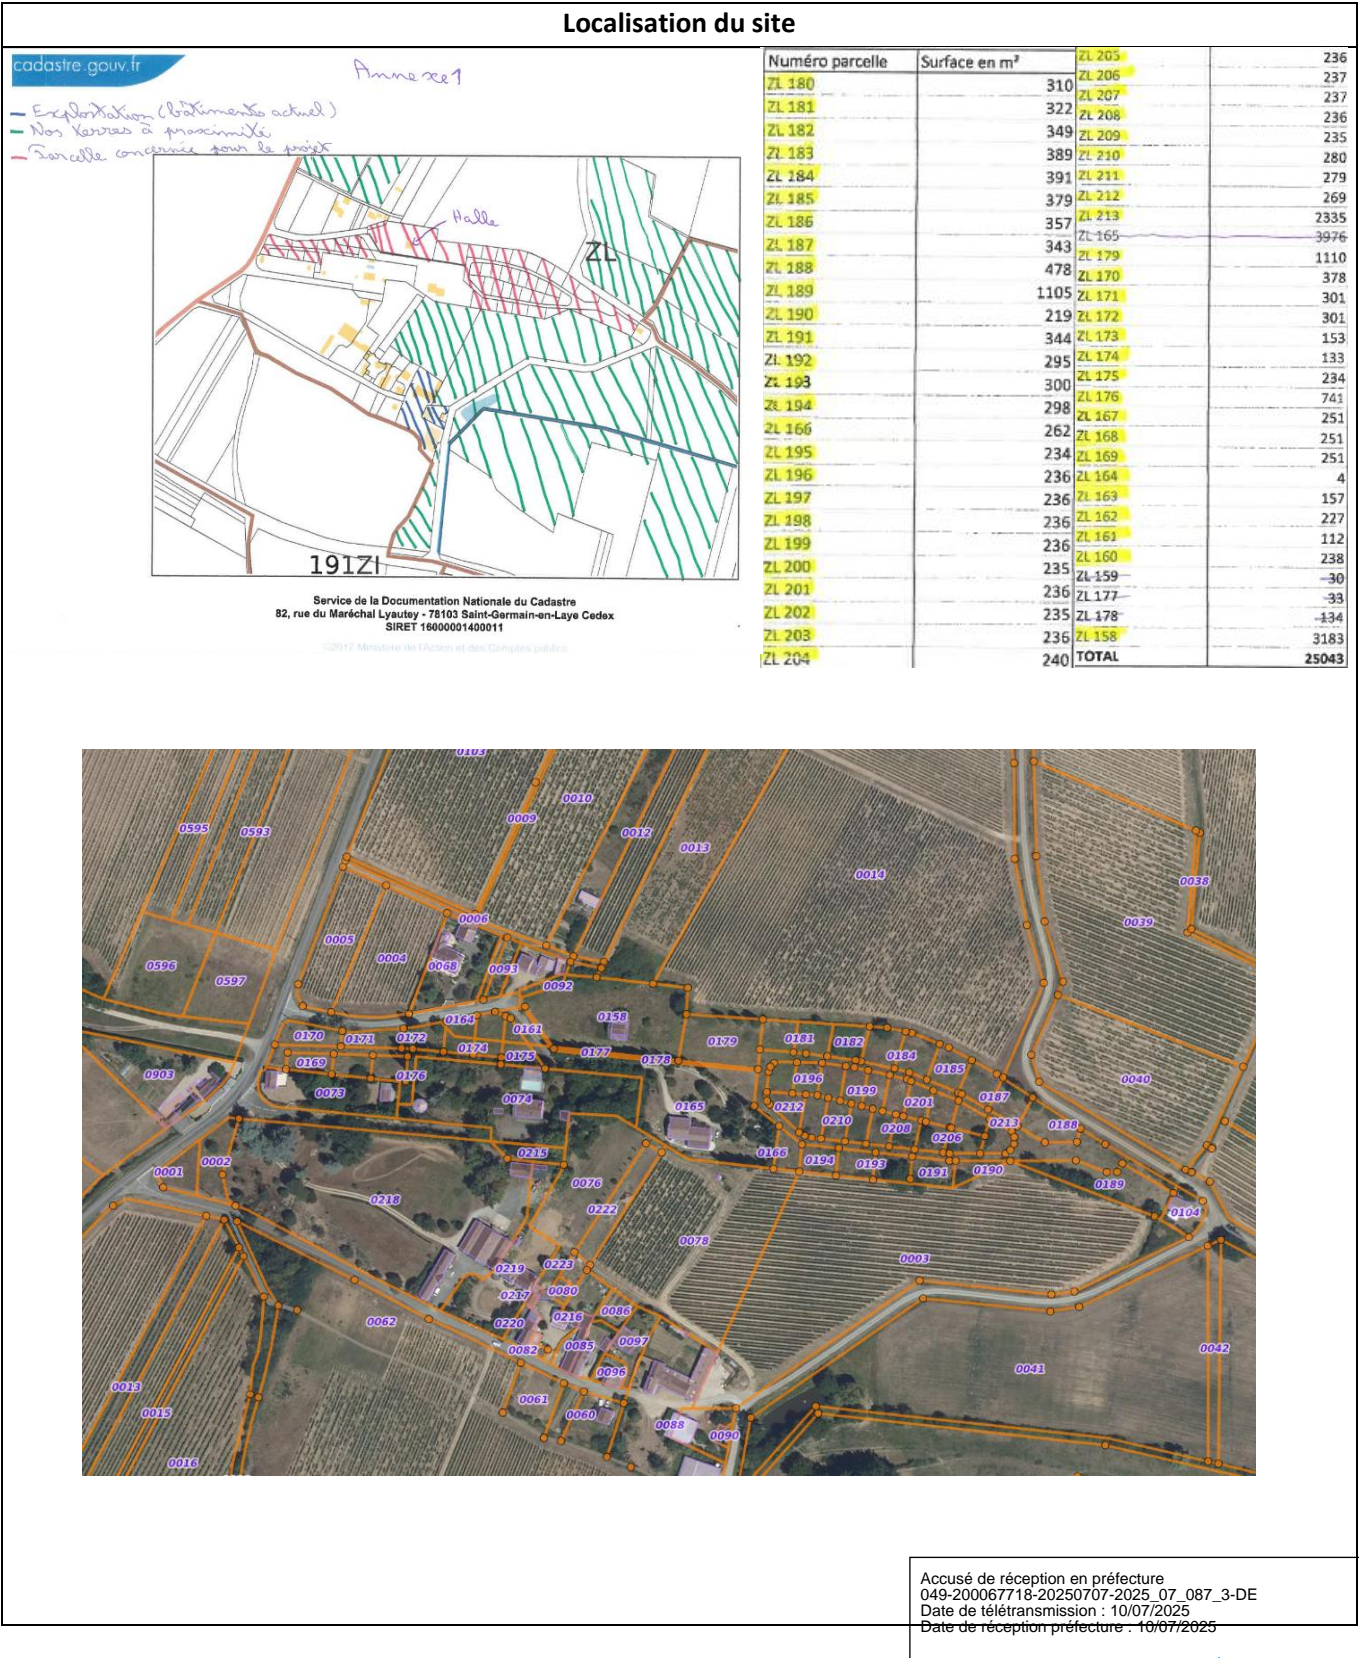 Localisation du site
cadastre.gouv.fr
Annexe 1
Exploitation (bâtiments actuel)
Nos terres à proximité
Parcelle concernée pour le projet
Halle
ZL
191ZI
Service de la Documentation Nationale du Cadastre
82, rue du Maréchal Lyautey - 78103 Saint-Germain-en-Laye Cedex
SIRET 16000001400011
©2017 Ministère de l'Action et des Comptes publics
Numéro parcelle Surface en m²
ZL 180 310
ZL 181 322
ZL 182 349
ZL 183 389
ZL 184 391
ZL 185 379
ZL 186 357
ZL 187 343
ZL 188 478
ZL 189 1105
ZL 190 219
ZL 191 344
ZL 192 295
ZL 193 300
ZL 194 298
ZL 166 262
ZL 195 234
ZL 196 236
ZL 197 236
ZL 198 236
ZL 199 236
ZL 200 235
ZL 201 236
ZL 202 235
ZL 203 236
ZL 204 240
ZL 205 236
ZL 206 237
ZL 207 237
ZL 208 236
ZL 209 235
ZL 210 280
ZL 211 279
ZL 212 269
ZL 213 2335
ZL 165 3976
ZL 179 1110
ZL 170 378
ZL 171 301
ZL 172 301
ZL 173 153
ZL 174 133
ZL 175 234
ZL 176 741
ZL 167 251
ZL 168 251
ZL 169 251
ZL 164 4
ZL 163 157
ZL 162 227
ZL 161 112
ZL 160 238
ZL 159 30
ZL 177 33
ZL 178 134
ZL 158 3183
TOTAL 25043
0103
0010
0009
0595 0593
0012
0013
0014
0038
0039
0006
0005
0004
0596
0597
0068
0093
0092
0164
0161
0158
0170
0171
0172
0174
0175
0177
0178
0179
0181
0182
0184
0185
0169
0176
0903
0073
0074
0165
0196
0199
0201
0187
0040
0212
0210
0208
0206
0213
0188
0166
0194
0193
0191
0190
0189
0215
0001
0002
0218
0076
0222
0104
0078
0003
0219
0223
0217
0080
0216
0086
0220
0062
0082
0085
0097
0096
0041
0042
0013
0015
0061
0060
0088
0090
0016
Accusé de réception en préfecture
049-200067718-20250707-2025_07_087_3-DE
Date de télétransmission : 10/07/2025
Date de réception préfecture : 10/07/2025